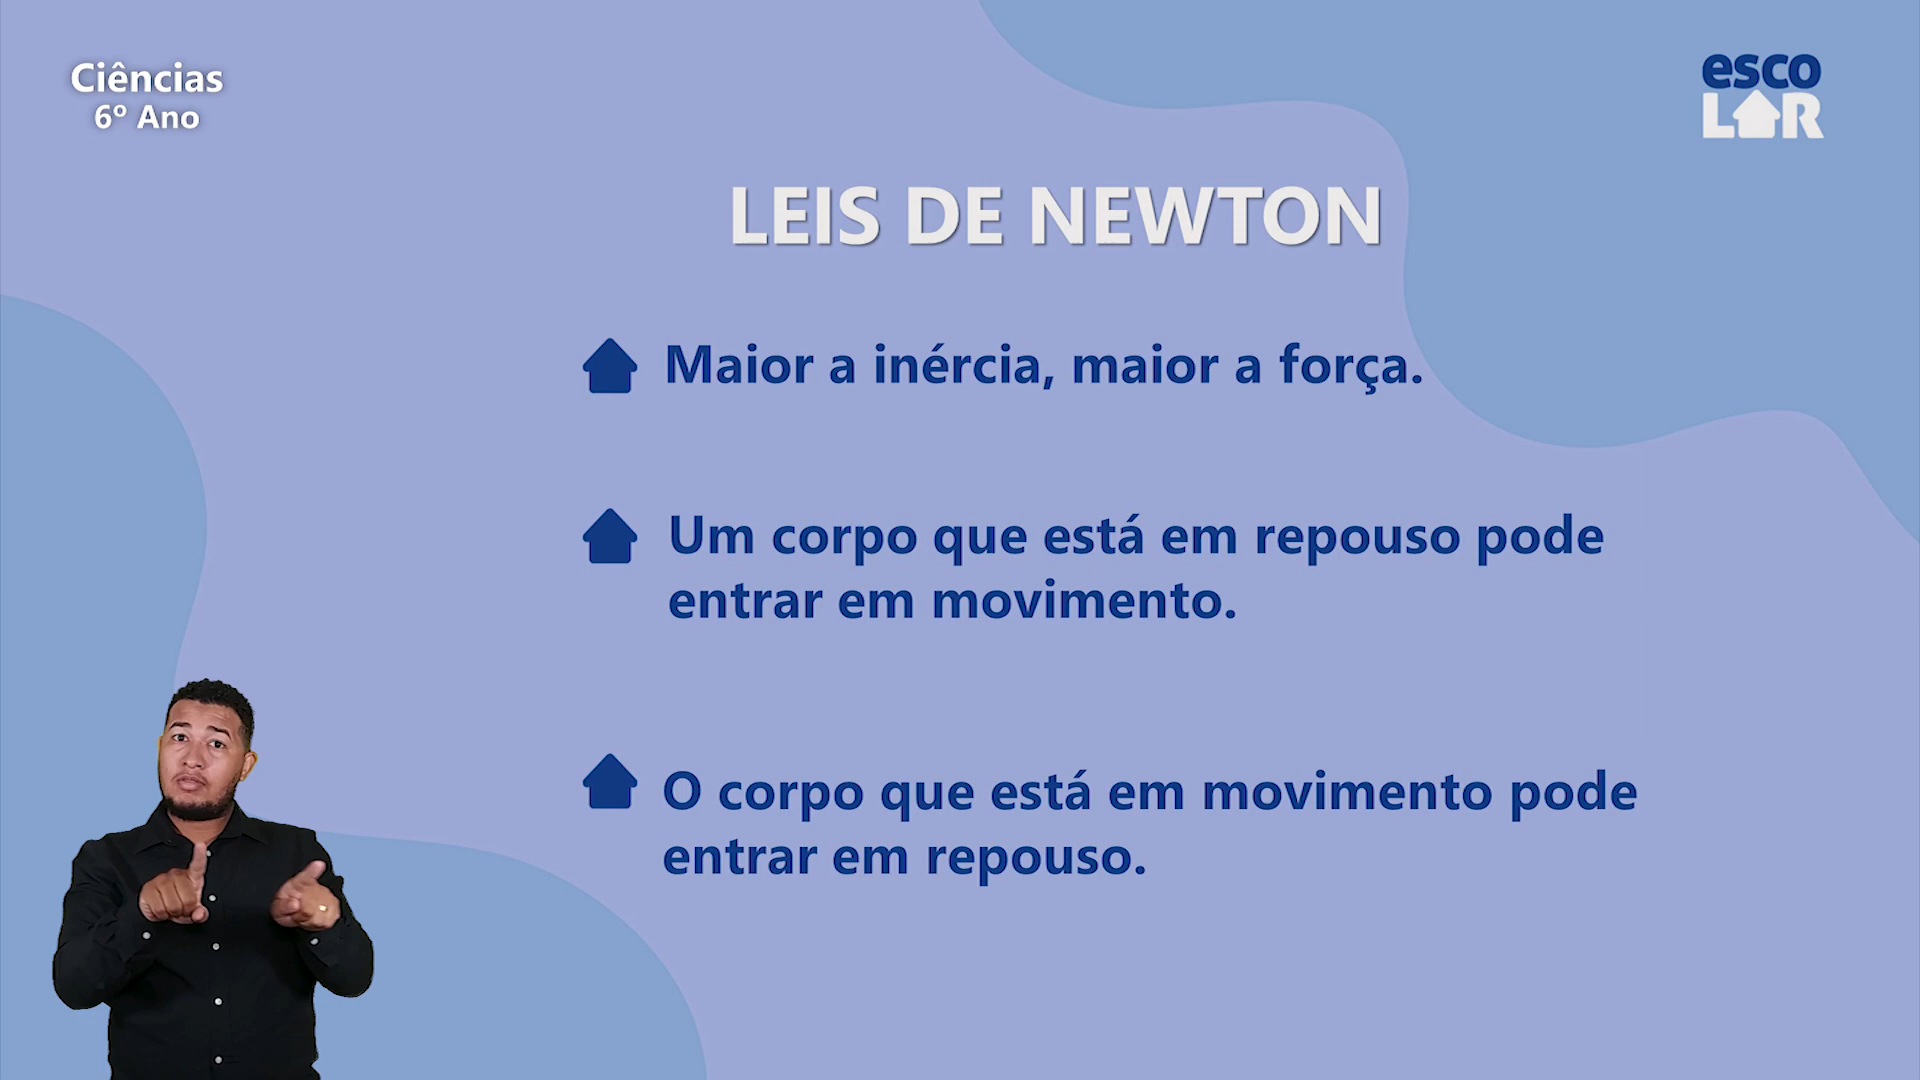 Ciências
6º Ano
esco
LAR
LEIS DE NEWTON
Maior a inércia, maior a força.
Um corpo que está em repouso pode
entrar em movimento.
O corpo que está em movimento pode
entrar em repouso.